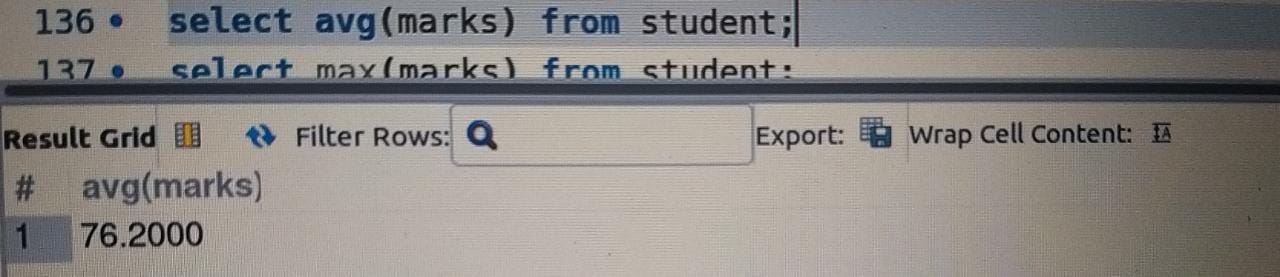 136 select avg(marks) from student;
137 select max(marks) from student;
Result Grid Filter Rows: Export: Wrap Cell Content: IA
# avg(marks)
1 76.2000